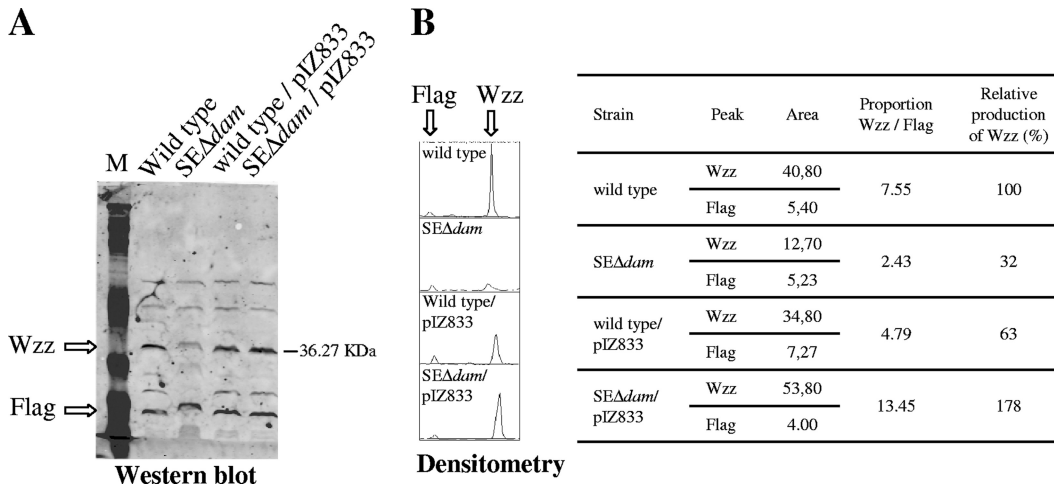 A
M
Wild type
SEΔdam
wild type / pIZ833
SEΔdam / pIZ833
Wzz
36.27 KDa
Flag
Western blot
B
Flag Wzz
wild type
SEΔdam
Wild type/
pIZ833
SEΔdam/
pIZ833
Densitometry
Strain Peak Area Proportion Wzz / Flag Relative production of Wzz (%)
wild type Wzz 40,80 7.55 100
Flag 5,40
SEΔdam Wzz 12,70 2.43 32
Flag 5,23
wild type/ pIZ833 Wzz 34,80 4.79 63
Flag 7,27
SEΔdam/ pIZ833 Wzz 53,80 13.45 178
Flag 4.00